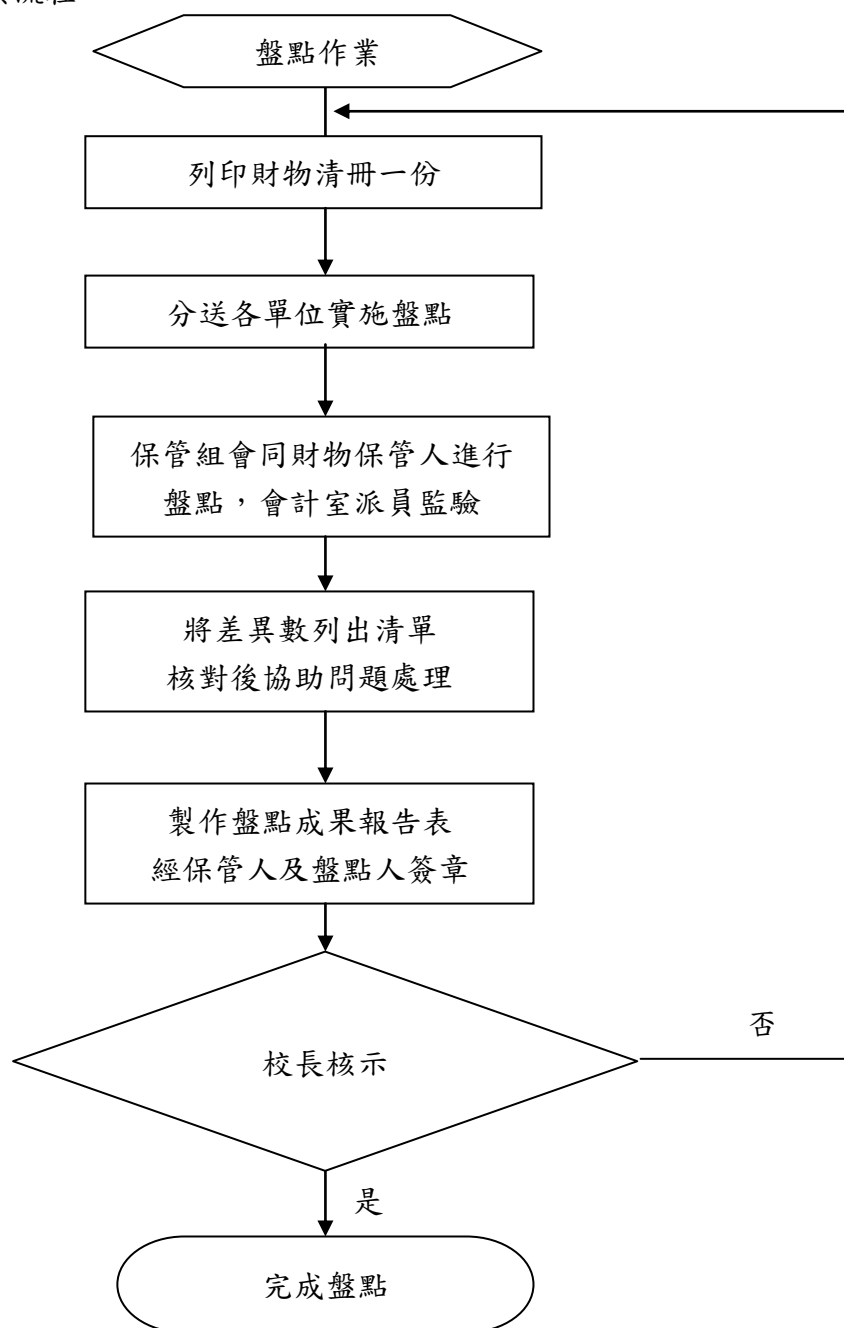 流程
盤點作業
列印財物清冊一份
分送各單位實施盤點
保管組會同財物保管人進行
盤點，會計室派員監驗
將差異數列出清單
核對後協助問題處理
製作盤點成果報告表
經保管人及盤點人簽章
校長核示
否
是
完成盤點